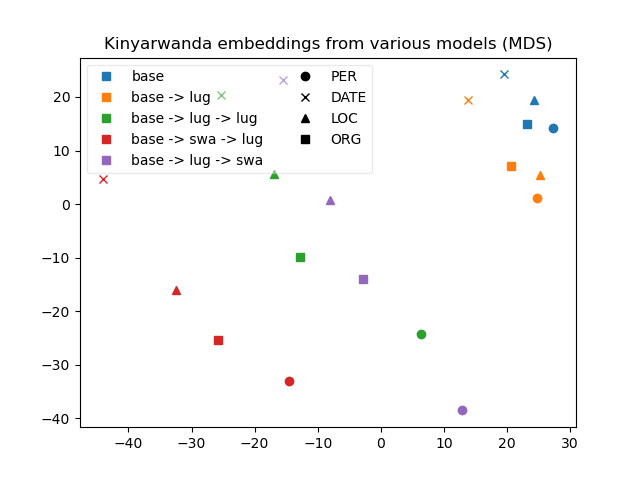 Kinyarwanda embeddings from various models (MDS)
base
base -> lug
base -> lug -> lug
base -> swa -> lug
base -> lug -> swa
PER
DATE
LOC
ORG
20
10
0
−10
−20
−30
−40
−40 −30 −20 −10 0 10 20 30